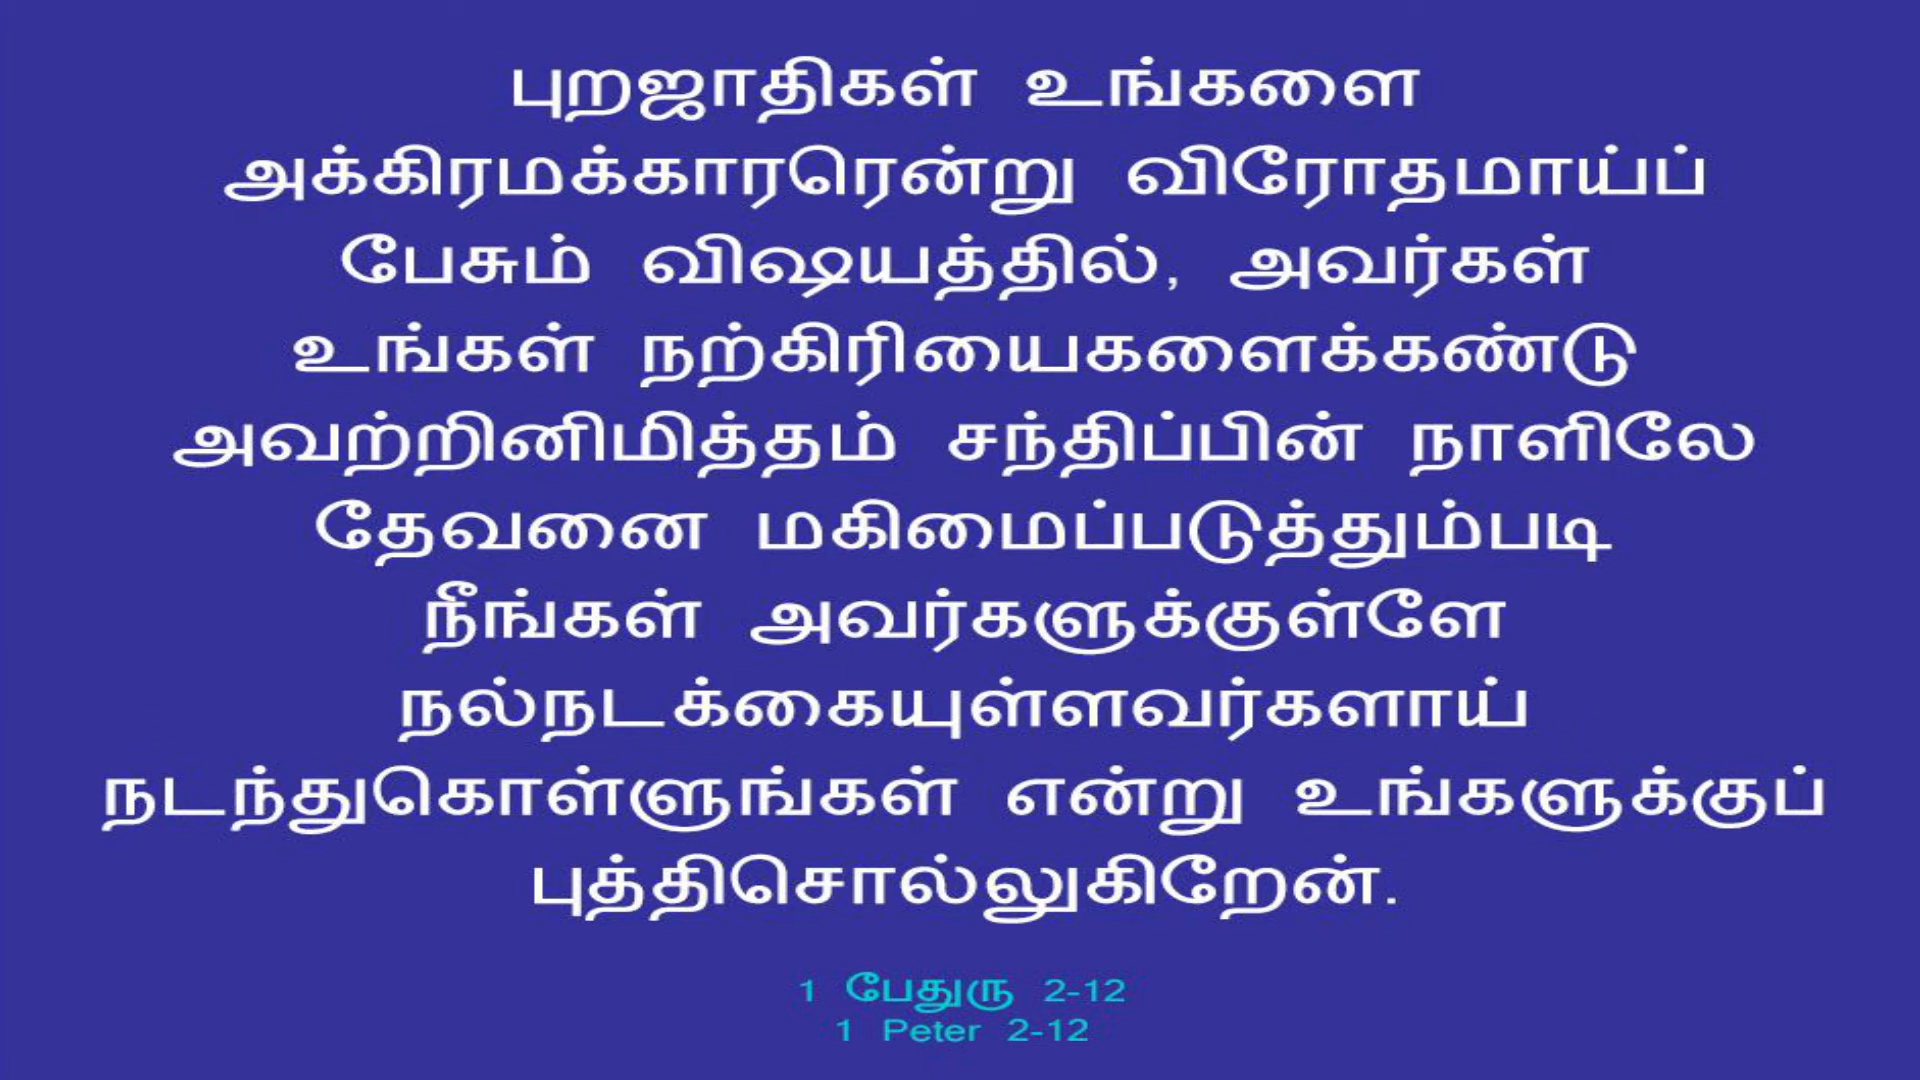 புறஜாதிகள் உங்களை
அக்கிரமக்காரரென்று விரோதமாய்ப்
பேசும் விஷயத்தில், அவர்கள்
உங்கள் நற்கிரியைகளைக்கண்டு
அவற்றினிமித்தம் சந்திப்பின் நாளிலே
தேவனை மகிமைப்படுத்தும்படி
நீங்கள் அவர்களுக்குள்ளே
நல்நடக்கையுள்ளவர்களாய்
நடந்துகொள்ளுங்கள் என்று உங்களுக்குப்
புத்திசொல்லுகிறேன்.
1 பேதுரு 2-12
1 Peter 2-12